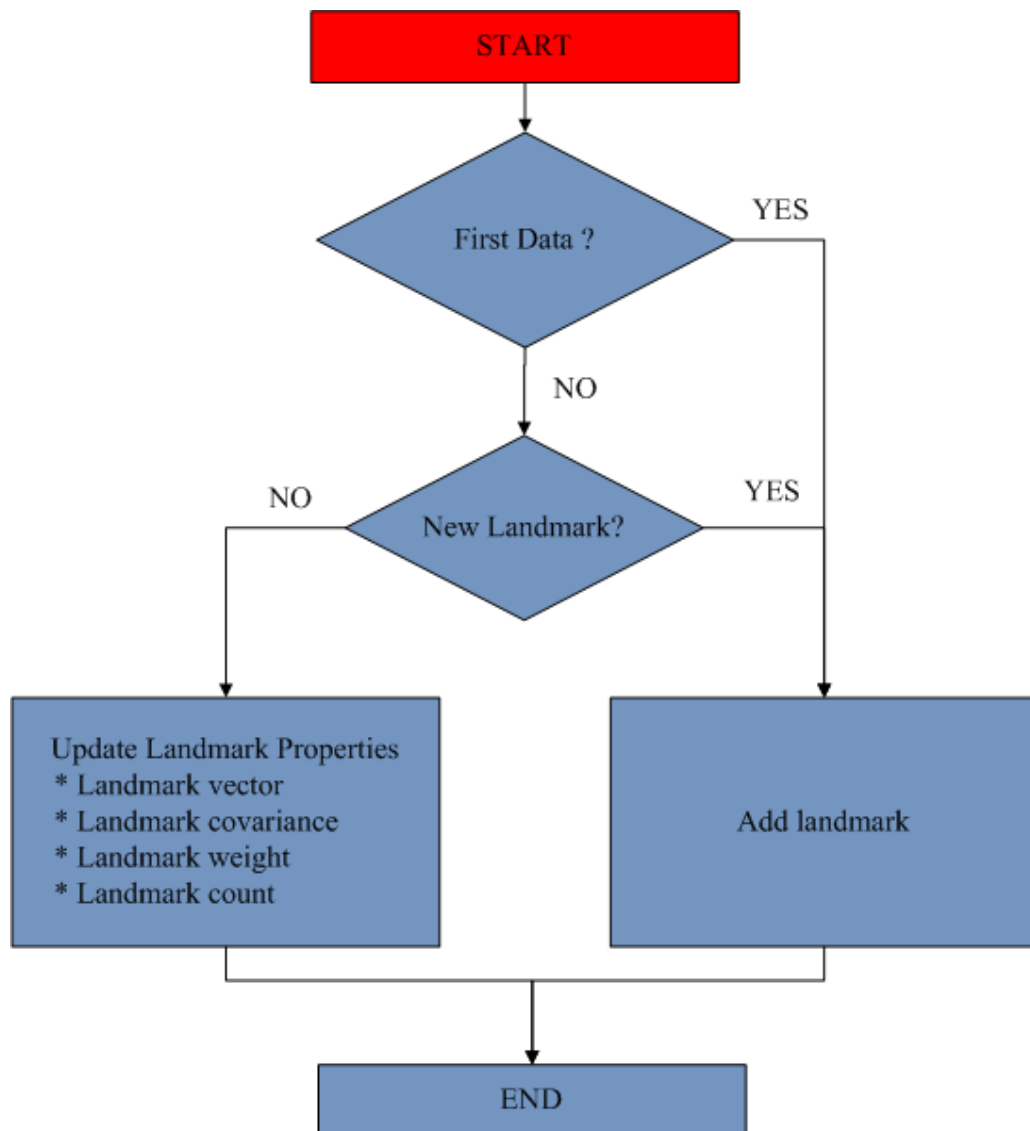 START
First Data ?
YES
NO
NO
YES
New Landmark?
Update Landmark Properties
* Landmark vector
* Landmark covariance
* Landmark weight
* Landmark count
Add landmark
END